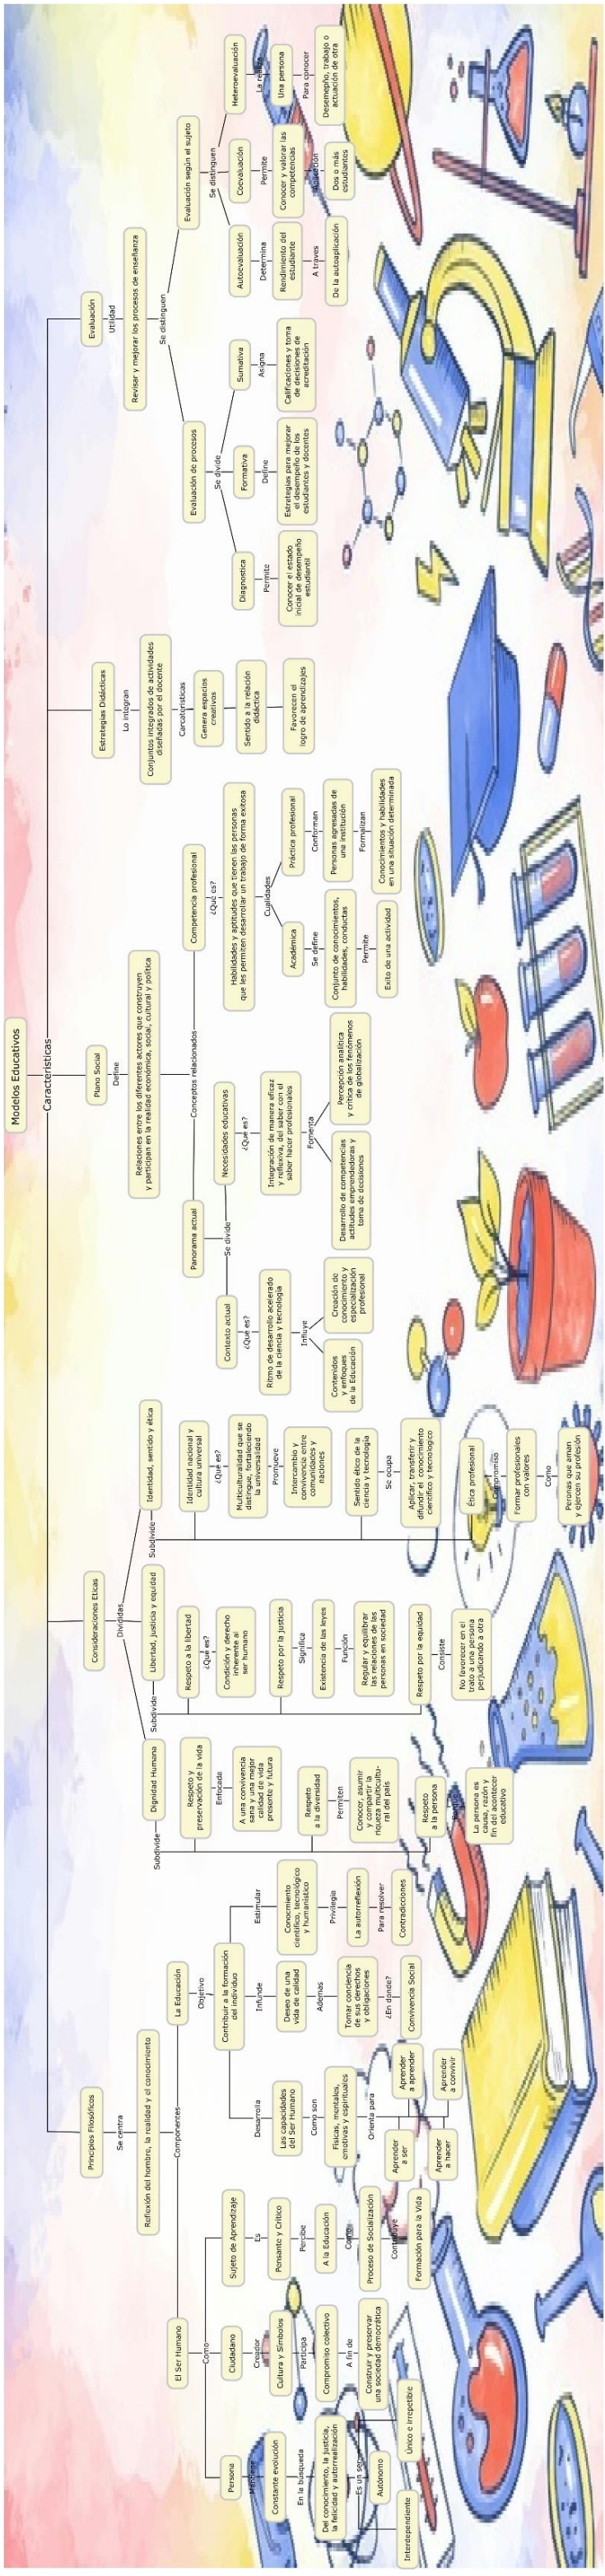 Modelos Educativos
Caracteristicas
Principios Filosóficos
Se centra
Reflexión del hombre, la realidad y el conocimiento
Componentes
El Ser Humano
Como
Persona
Mantiene
Constante evolución
En la búsqueda
Del conocimiento, la justicia,
la felicidad y autorrealización
Es un ser
Interdependiente
Autónomo
Único e irrepetible
Ciudadano
Creador
Cultura y Símbolos
Participa
Compromiso colectivo
A fin de
Construir y preservar
una sociedad democrática
Sujeto de Aprendizaje
Es
Pensante y Crítico
Percibe
A la Educación
Como
Proceso de Socialización
Contribuye
Formación para la Vida
La Educación
Objetivo
Contribuir a la formación
del individuo
Desarrolla
Las capacidades
del Ser Humano
Como son
Físicas, mentales,
emotivas y espirituales
Orienta para
Aprender
a ser
Aprender
a aprender
Aprender
a hacer
Aprender
a convivir
Infunde
Deseo de una
vida de calidad
Ademas
Tomar conciencia
de sus derechos
y obligaciones
¿En donde?
Convivencia Social
Estimular
Conocmiento
científico, tecnológico
y humanístico
Privilegia
La autorreflexión
Para resolver
Contradicciones
Consideraciones Eticas
Divididas
Dignidad Humana
Subdivide
Respeto y
preservación de la vida
Enfocada
A una convivencia
sana y una mejor
calidad de vida
presente y futura
Respeto
a la diversidad
Permiten
Conocer, asumir
y compartir la
riqueza multicultu-
ral del país
Respeto
a la persona
La persona es
causa, razón y
fin del acontecer
educativo
Libertad, justicia y equidad
Subdivide
Respeto a la libertad
¿Qué es?
Condición y derecho
inherente al
ser humano
Respeto por la Justicia
Significa
Existencia de las leyes
Función
Regular y equilibrar
las relaciones de las
personas en sociedad
Respeto por la equidad
Consiste
No favorecer en el
trato a una persona
perjudicando a otra
Identidad, sentido y ética
Subdivide
Identidad nacional y
cultura universal
¿Qué es?
Multiculturalidad que se
distingue, fortaleciendo
la universalidad
Promueve
Intercambio y
convivencia entre
comunidades y
naciones
Sentido ético de la
ciencia y tecnología
Se ocupa
Aplicar, transferir y
difundir el conocimiento
científico y tecnologico
Ética profesional
Compromiso
Formar profesionales
con valores
Como
Peronas que aman
y ejercen su profesión
Plano Social
Define
Relaciones entre los diferentes actores que construyen
y participan en la realidad económica, social, cultural y política
Conceptos relacionados
Panorama actual
Se divide
Contexto actual
¿Qué es?
Ritmo de desarrollo acelerado
de la ciencia y tecnología
Influye
Contenidos
y enfoques
de la Educación
Creación de
conocimiento y
especialización
profesional
Necesidades educativas
¿Qué es?
Integración de manera eficaz
y reflexiva, del saber con el
saber hacer profesionales
Fomenta
Desarrollo de competencias
actitudes emprendedoras y
toma de decisiones
Percepción analítica
y crítica de los fenómenos
de globalización
Competencia profesional
¿Qué es?
Habilidades y aptitudes que tienen las personas
que les permiten desarrollar un trabajo de forma exitosa
Cualidades
Académica
Se define
Conjunto de conocimientos,
habilidades, conductas
Permite
Exito de una actividad
Práctica profesional
Conforman
Personas agresadas de
una institución
Formalizan
Conocimientos y habilidades
en una situación determinada
Estrategias Didácticas
Lo integran
Conjuntos integrados de actividades
diseñadas por el docente
Carcaterísticas
Genera espacios
creativos
Sentido a la relación
didáctica
Favorecen el
logro de aprendizajes
Evaluación
Utilidad
Revisar y mejorar los procesos de enseñanza
Se distinguen
Evaluación de procesos
Se divide
Diagnostica
Permite
Conocer el estado
inicial de desempeño
estudiantil
Formativa
Define
Estrategias para mejorar
el desempeño de los
estudiantes y docentes
Sumativa
Asigna
Calificaciones y toma
de decisiones de
acreditación
Evaluación según el sujeto
Se distinguen
Autoevaluación
Determina
Rendimiento del
estudiante
A traves
De la autoaplicación
Coevaluación
Permite
Conocer y valorar las
competencias
Dos o más
estudiantes
Heteroevaluación
La realiza
Una persona
Para conocer
Desemepño, trabajo o
actuación de otra